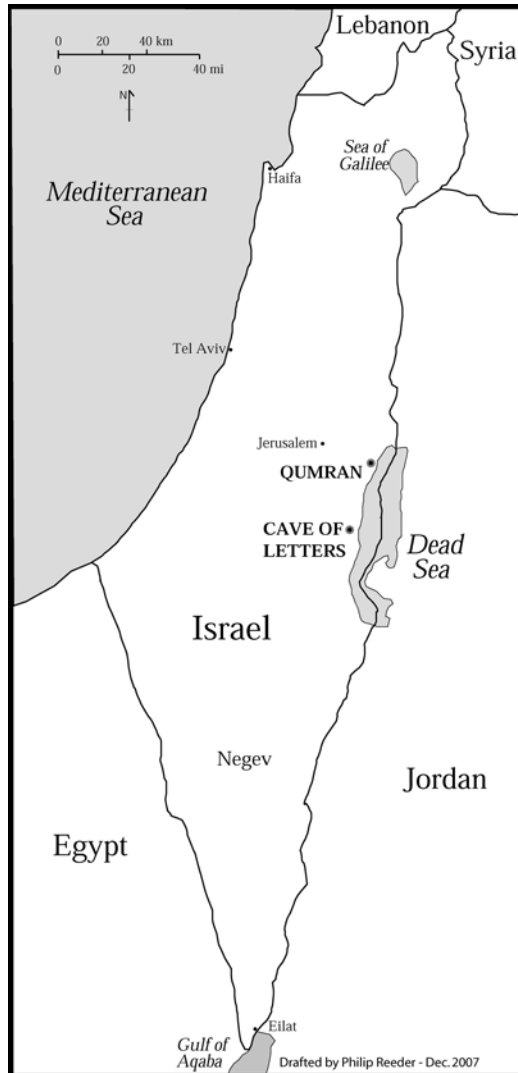 Lebanon
Syria
0 20 40 km
0 20 40 mi
N
Sea of
Galilee
Haifa
Mediterranean
Sea
Tel Aviv
Jerusalem
QUMRAN
CAVE OF
LETTERS
Dead
Sea
Israel
Negev
Jordan
Egypt
Eilat
Gulf of
Aqaba
Drafted by Philip Reeder - Dec. 2007